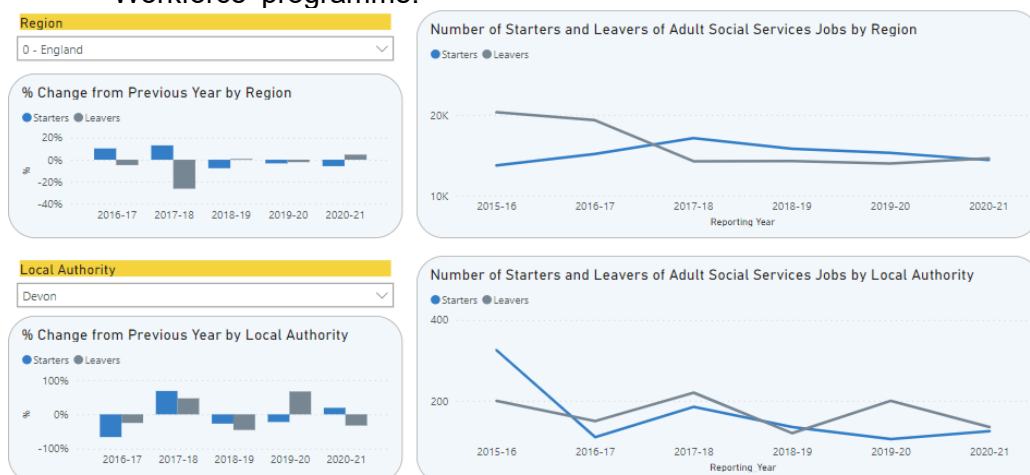 Workforce' programme.
Region
0 - England
% Change from Previous Year by Region
Starters Leavers
20%
0%
-20%
-40%
%
2016-17 2017-18 2018-19 2019-20 2020-21
Number of Starters and Leavers of Adult Social Services Jobs by Region
Starters Leavers
20K
10K
2015-16 2016-17 2017-18 2018-19 2019-20 2020-21
Reporting Year
Local Authority
Devon
% Change from Previous Year by Local Authority
Starters Leavers
100%
0%
-100%
%
2016-17 2017-18 2018-19 2019-20 2020-21
Number of Starters and Leavers of Adult Social Services Jobs by Local Authority
Starters Leavers
400
200
2015-16 2016-17 2017-18 2018-19 2019-20 2020-21
Reporting Year